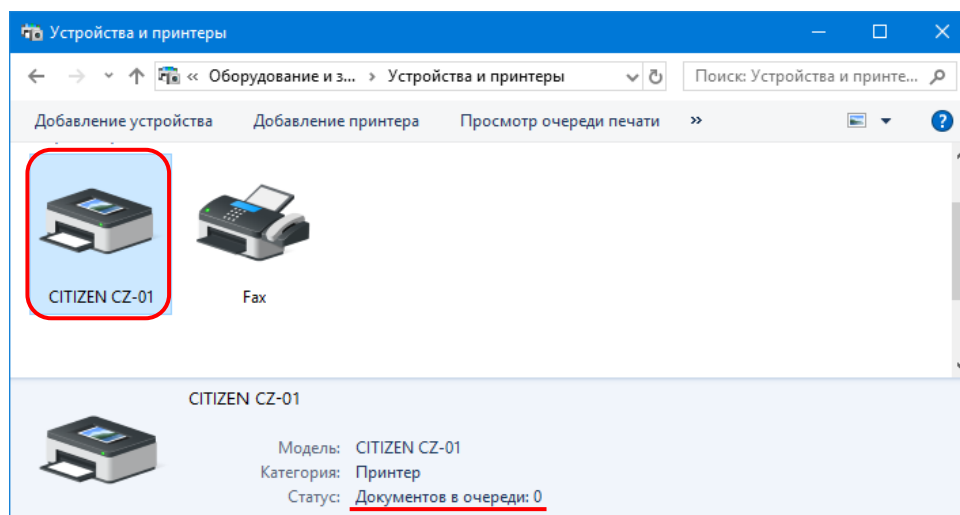 Устройства и принтеры
« Оборудование и з... › Устройства и принтеры Поиск: Устройства и принте...
Добавление устройства Добавление принтера Просмотр очереди печати » ?
CITIZEN CZ-01 Fax
CITIZEN CZ-01
Модель: CITIZEN CZ-01
Категория: Принтер
Статус: Документов в очереди: 0